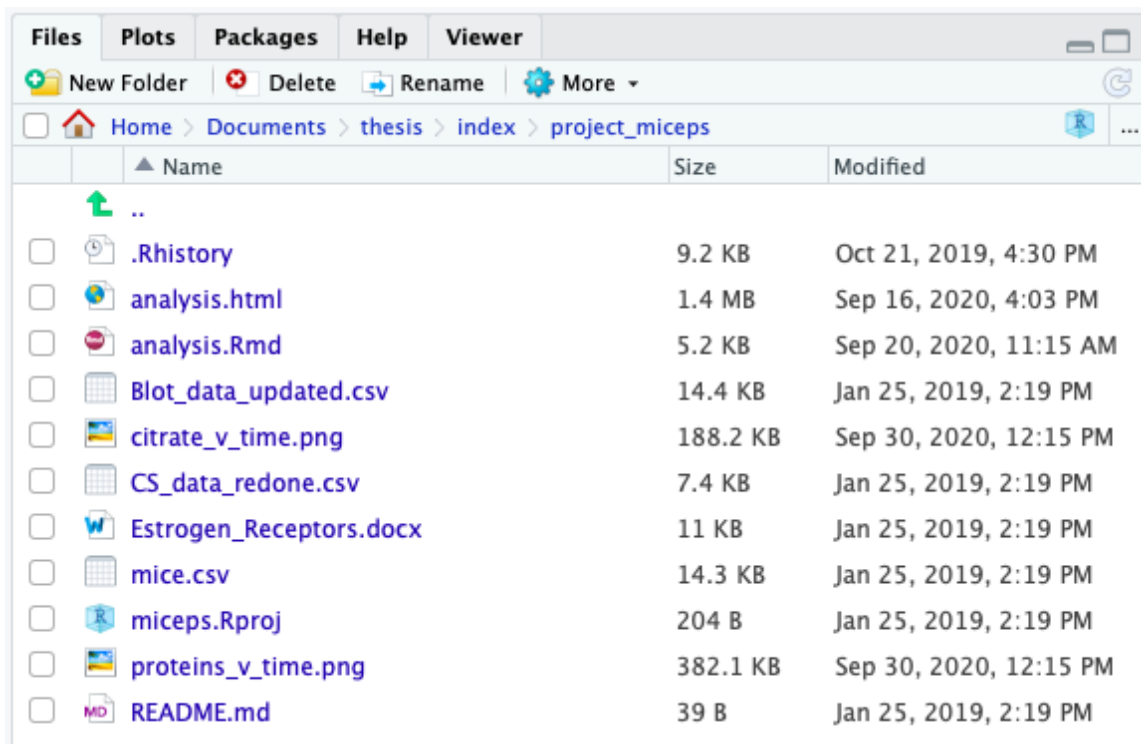 Files Plots Packages Help Viewer
New Folder Delete Rename More
Home > Documents > thesis > index > project_miceps R ...
Name Size Modified
..
.Rhistory 9.2 KB Oct 21, 2019, 4:30 PM
analysis.html 1.4 MB Sep 16, 2020, 4:03 PM
analysis.Rmd 5.2 KB Sep 20, 2020, 11:15 AM
Blot_data_updated.csv 14.4 KB Jan 25, 2019, 2:19 PM
citrate_v_time.png 188.2 KB Sep 30, 2020, 12:15 PM
CS_data_redone.csv 7.4 KB Jan 25, 2019, 2:19 PM
W Estrogen_Receptors.docx 11 KB Jan 25, 2019, 2:19 PM
mice.csv 14.3 KB Jan 25, 2019, 2:19 PM
R miceps.Rproj 204 B Jan 25, 2019, 2:19 PM
proteins_v_time.png 382.1 KB Sep 30, 2020, 12:15 PM
MD README.md 39 B Jan 25, 2019, 2:19 PM